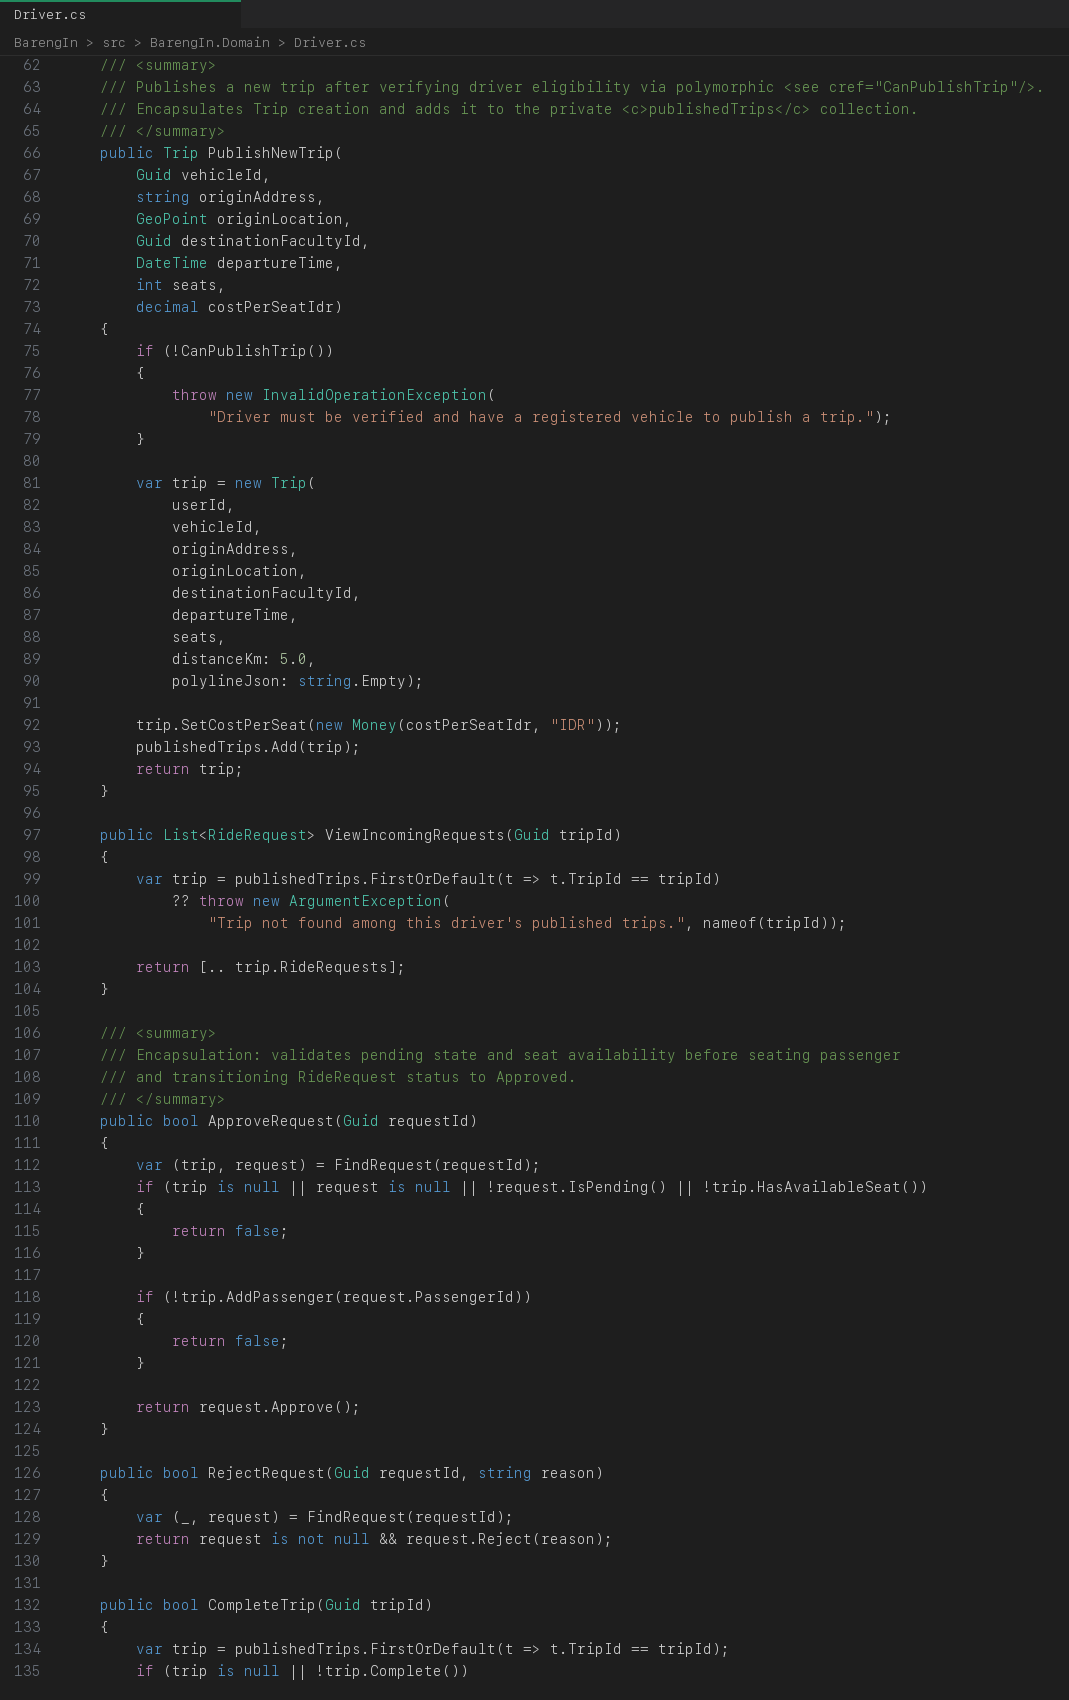 Driver.cs
BarengIn > src > BarengIn.Domain > Driver.cs
62 /// <summary>
63 /// Publishes a new trip after verifying driver eligibility via polymorphic <see cref="CanPublishTrip"/>.
64 /// Encapsulates Trip creation and adds it to the private <c>publishedTrips</c> collection.
65 /// </summary>
66 public Trip PublishNewTrip(
67 Guid vehicleId,
68 string originAddress,
69 GeoPoint originLocation,
70 Guid destinationFacultyId,
71 DateTime departureTime,
72 int seats,
73 decimal costPerSeatIdr)
74 {
75 if (!CanPublishTrip())
76 {
77 throw new InvalidOperationException(
78 "Driver must be verified and have a registered vehicle to publish a trip.");
79 }
80
81 var trip = new Trip(
82 userId,
83 vehicleId,
84 originAddress,
85 originLocation,
86 destinationFacultyId,
87 departureTime,
88 seats,
89 distanceKm: 5.0,
90 polylineJson: string.Empty);
91
92 trip.SetCostPerSeat(new Money(costPerSeatIdr, "IDR"));
93 publishedTrips.Add(trip);
94 return trip;
95 }
96
97 public List<RideRequest> ViewIncomingRequests(Guid tripId)
98 {
99 var trip = publishedTrips.FirstOrDefault(t => t.TripId == tripId)
100 ?? throw new ArgumentException(
101 "Trip not found among this driver's published trips.", nameof(tripId));
102
103 return [.. trip.RideRequests];
104 }
105
106 /// <summary>
107 /// Encapsulation: validates pending state and seat availability before seating passenger
108 /// and transitioning RideRequest status to Approved.
109 /// </summary>
110 public bool ApproveRequest(Guid requestId)
111 {
112 var (trip, request) = FindRequest(requestId);
113 if (trip is null || request is null || !request.IsPending() || !trip.HasAvailableSeat())
114 {
115 return false;
116 }
117
118 if (!trip.AddPassenger(request.PassengerId))
119 {
120 return false;
121 }
122
123 return request.Approve();
124 }
125
126 public bool RejectRequest(Guid requestId, string reason)
127 {
128 var (_, request) = FindRequest(requestId);
129 return request is not null && request.Reject(reason);
130 }
131
132 public bool CompleteTrip(Guid tripId)
133 {
134 var trip = publishedTrips.FirstOrDefault(t => t.TripId == tripId);
135 if (trip is null || !trip.Complete())